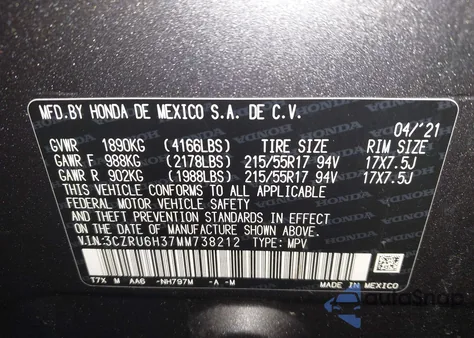 MFD.BY HONDA DE MEXICO S.A. DE C.V.
04/'21
GVWR 1890KG (4166LBS) TIRE SIZE RIM SIZE
GAWR F 988KG (2178LBS) 215/55R17 94V 17X7.5J
GAWR R 902KG (1988LBS) 215/55R17 94V 17X7.5J
THIS VEHICLE CONFORMS TO ALL APPLICABLE
FEDERAL MOTOR VEHICLE SAFETY
AND THEFT PREVENTION STANDARDS IN EFFECT
ON THE DATE OF MANUFACTURE SHOWN ABOVE.
V.I.N:3CZRU6H37MM738212 TYPE: MPV
T7X M AA6 -NH797M -A -M
MADE IN MEXICO
AutoSnap